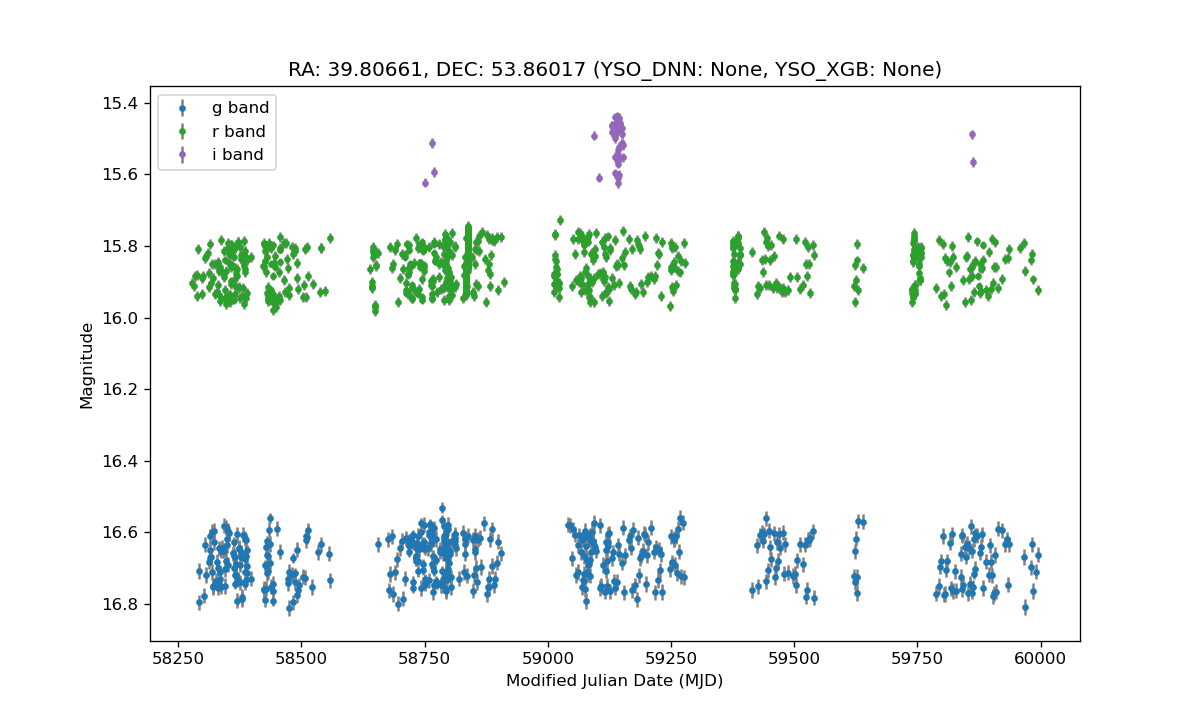 RA: 39.80661, DEC: 53.86017 (YSO_DNN: None, YSO_XGB: None)
g band
r band
i band
15.4
15.6
15.8
16.0
16.2
16.4
16.6
16.8
Magnitude
58250 58500 58750 59000 59250 59500 59750 60000
Modified Julian Date (MJD)